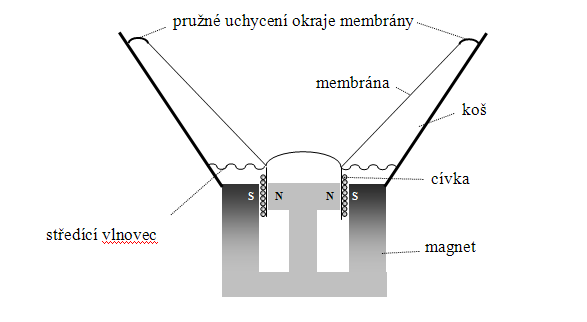 pružné uchycení okraje membrány
membrána
koš
cívka
S N N S
středící vlnovec
magnet